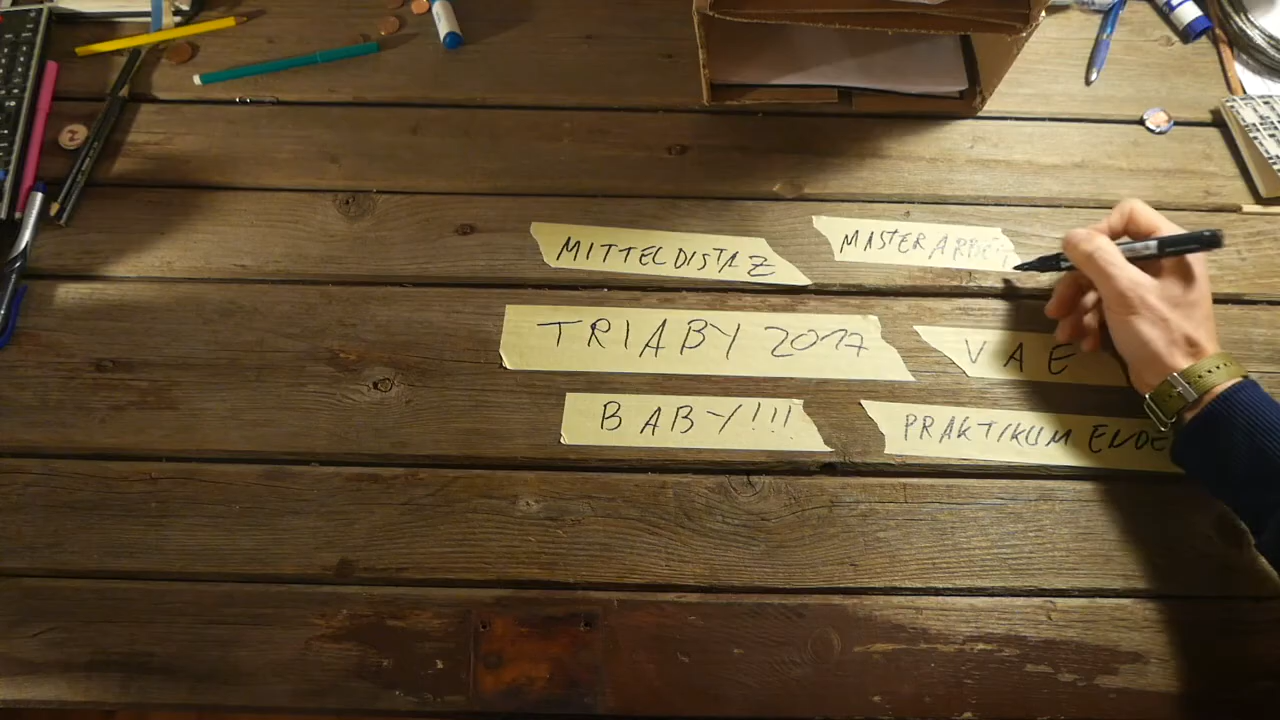 MITTELDISTAZ
MASTERARBEIT
TRIABY 2017
VAE
BABY!!!
PRAKTIKUM ENDE